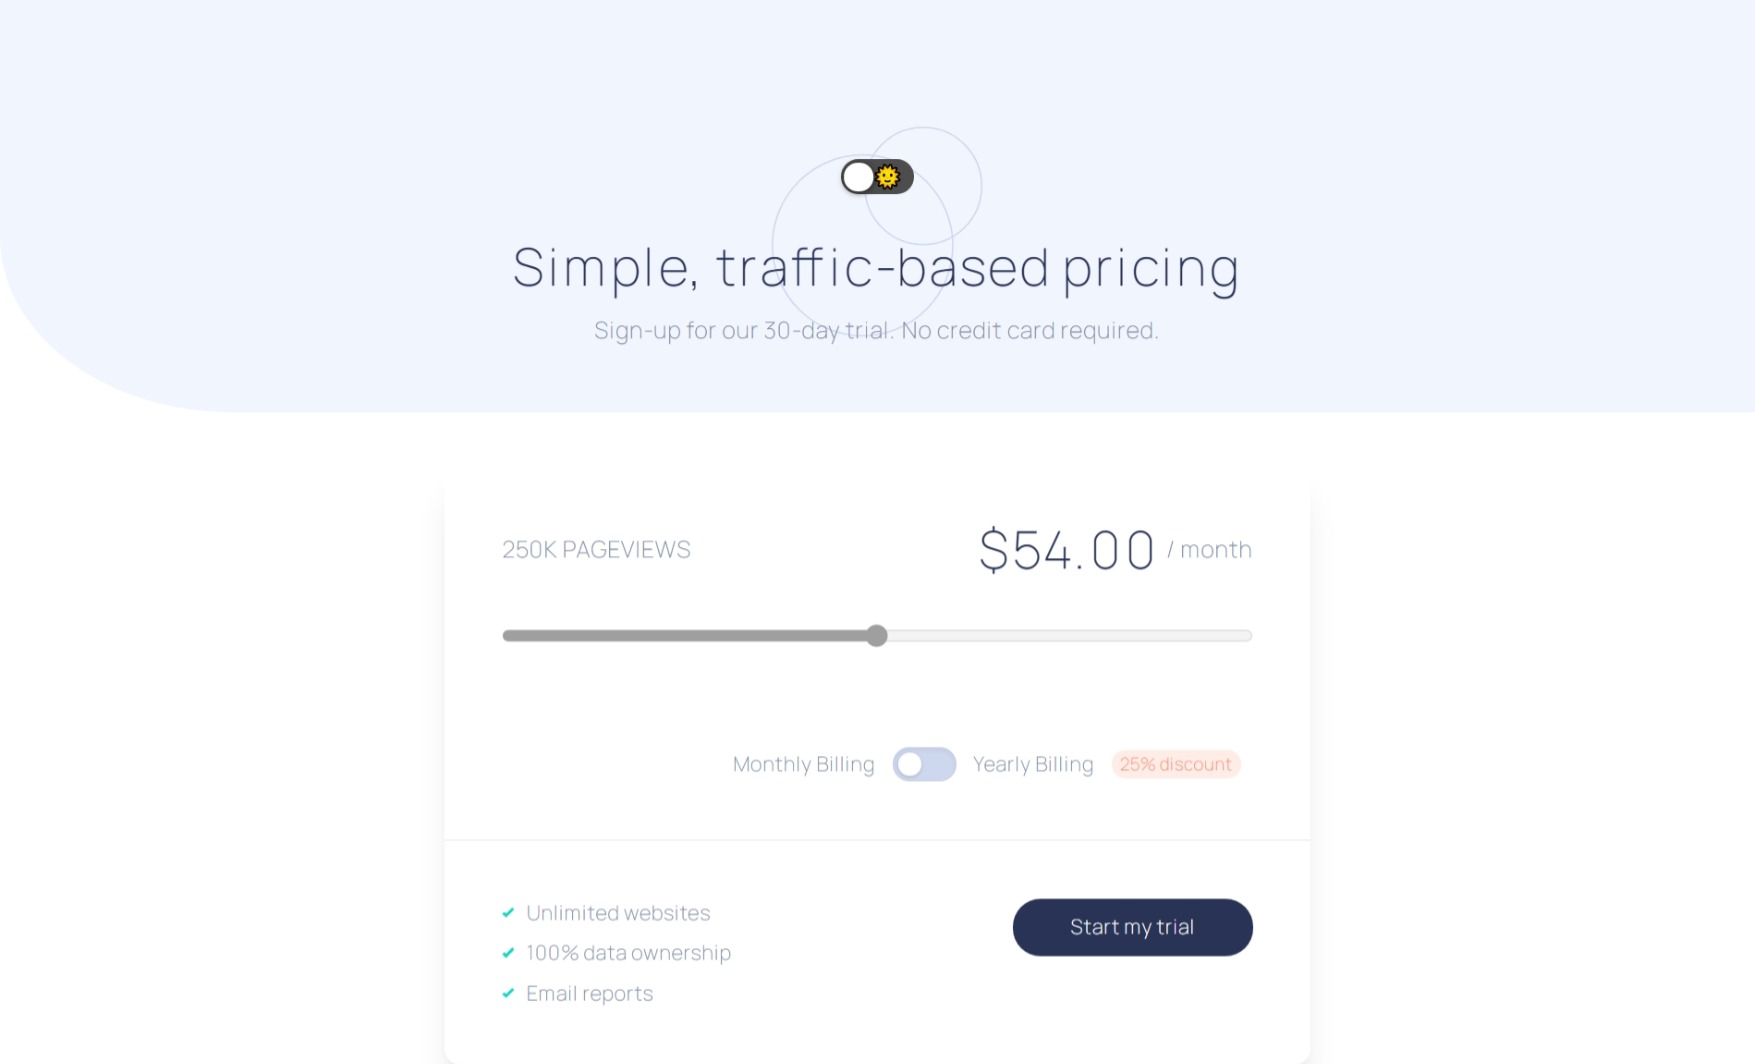 Simple, traffic-based pricing
Sign-up for our 30-day trial. No credit card required.
250K PAGEVIEWS
$54.00 / month
Monthly Billing
Yearly Billing
25% discount
Unlimited websites
100% data ownership
Email reports
Start my trial